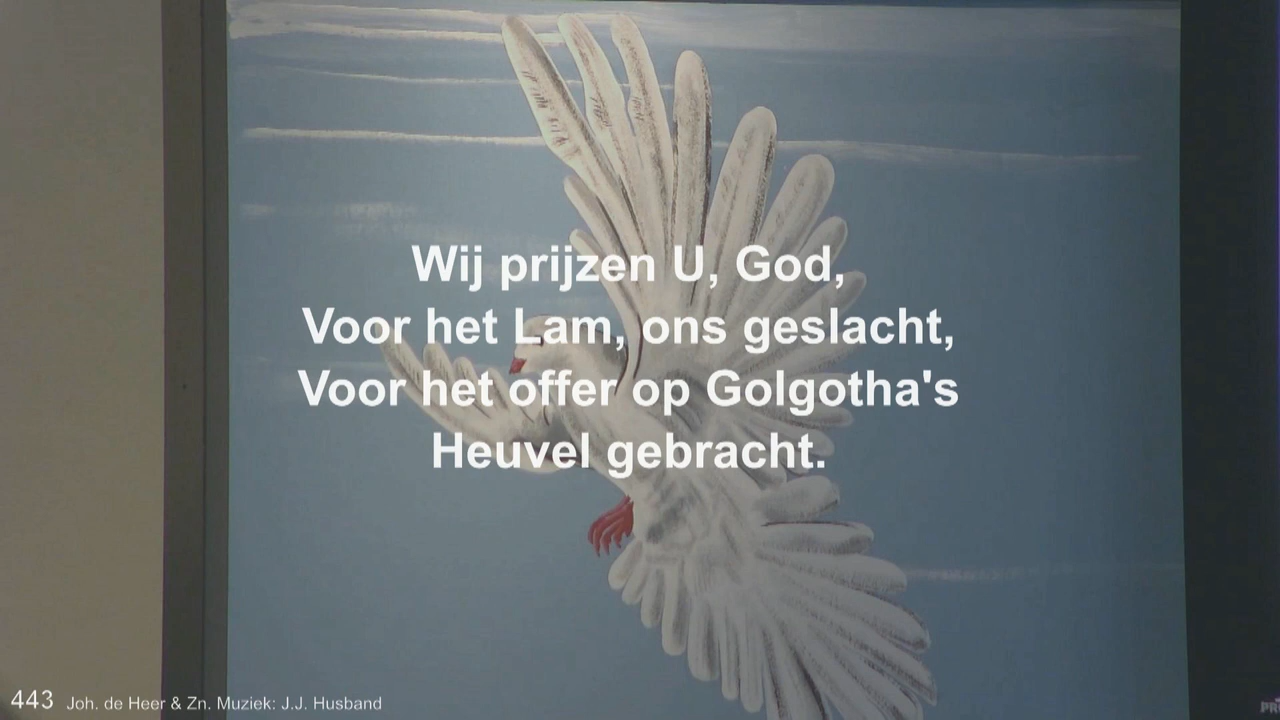 Wij prijzen U, God,
Voor het Lam, ons geslacht,
Voor het offer op Golgotha's
Heuvel gebracht.
443 Joh. de Heer & Zn. Muziek: J.J. Husband